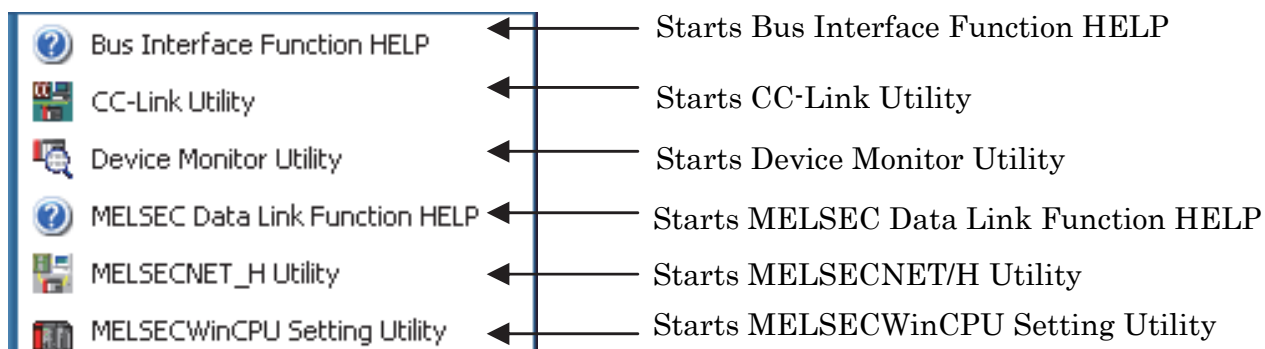 Bus Interface Function HELP Starts Bus Interface Function HELP
CC-Link Utility Starts CC-Link Utility
Device Monitor Utility Starts Device Monitor Utility
MELSEC Data Link Function HELP Starts MELSEC Data Link Function HELP
MELSECNET_H Utility Starts MELSECNET/H Utility
MELSECWinCPU Setting Utility Starts MELSECWinCPU Setting Utility